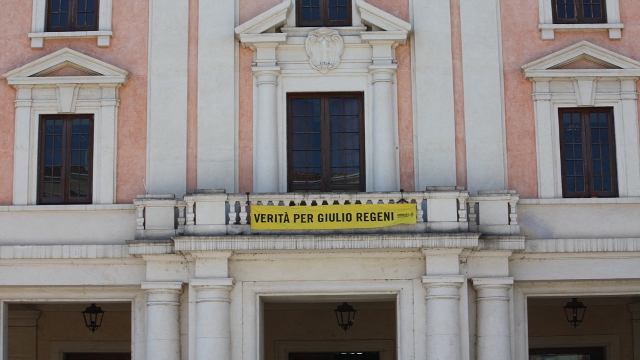 VERITÀ PER GIULIO REGENI